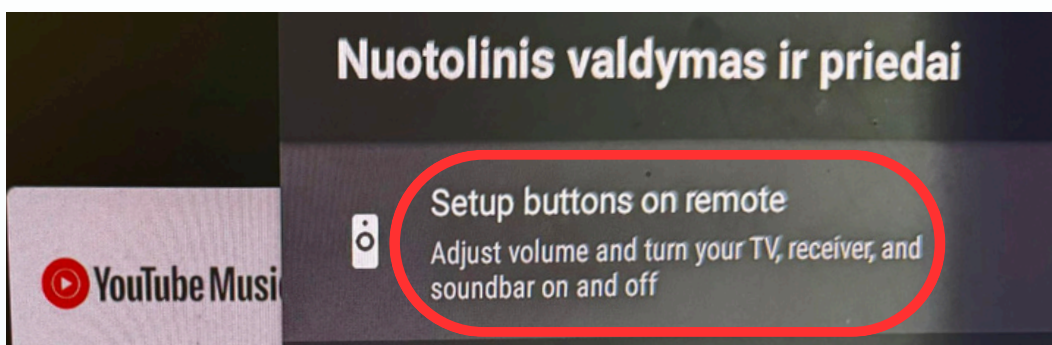 Nuotolinis valdymas ir priedai
Setup buttons on remote
Adjust volume and turn your TV, receiver, and
soundbar on and off
YouTube Musi